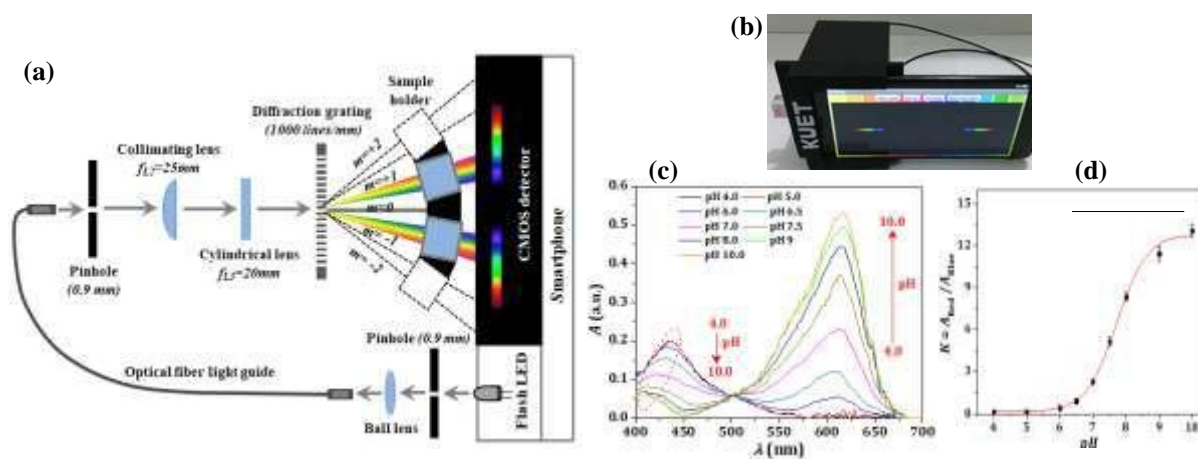 (a)
Pinhole
(0.9 mm)
Collimating lens
f_L1=25mm
Cylindrical lens
Diffraction grating
(1000 lines/mm)
Sample
holder
m=+2
m=+1
m=0
m=-1
m=-2
CMOS detector
Smartphone
Flash LED
Pinhole (0.9 mm)
Ball lens
Optical fiber light guide
(b)
KUET
(c)
A (a.u.)
0.6
0.5
0.4
0.3
0.2
0.1
0.0
pH 4.0
pH 5.0
pH 6.0
pH 6.5
pH 7.0
pH 7.5
pH 8.0
pH 9
pH 10.0
4.0
pH
10.0
10.0
pH
4.0
400
450
500
550
600
650
700
λ (nm)
(d)
K = A_Red / A_Blue
15
12
9
6
3
0
4
5
6
7
8
9
10
pH